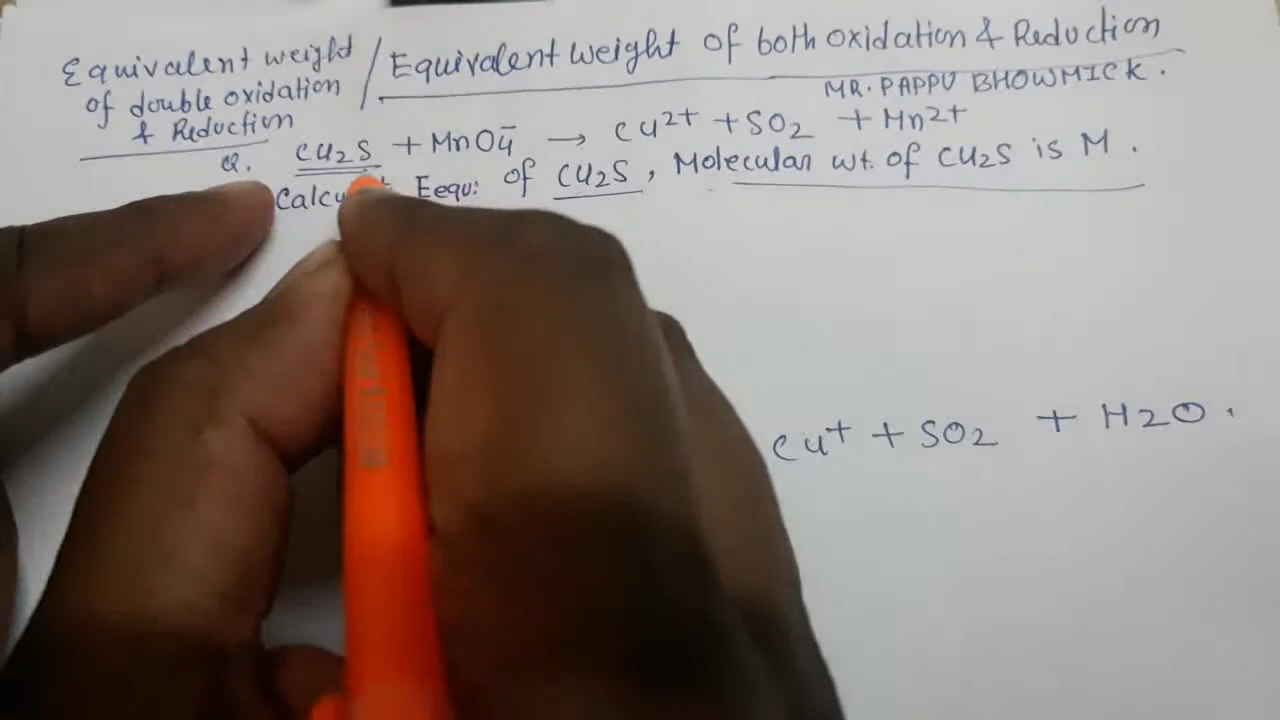 Equivalent weight
of double oxidation
& Reduction
/ Equivalent weight of both oxidation & Reduction
MR. PAPPU BHOWMICK.
Q. Cu2S + MnO4̄ → Cu2+ + SO2 + Mn2+
Eequ: of Cu2S, Molecular wt. of Cu2S is M.
Cu+ + SO2 + H2O.